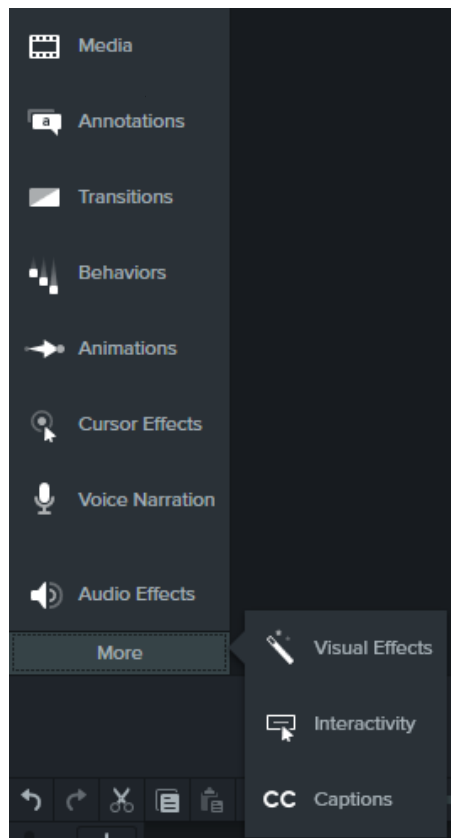 Media
a
Annotations
Transitions
Behaviors
Animations
Cursor Effects
Voice Narration
Audio Effects
More
Visual Effects
Interactivity
CC
Captions